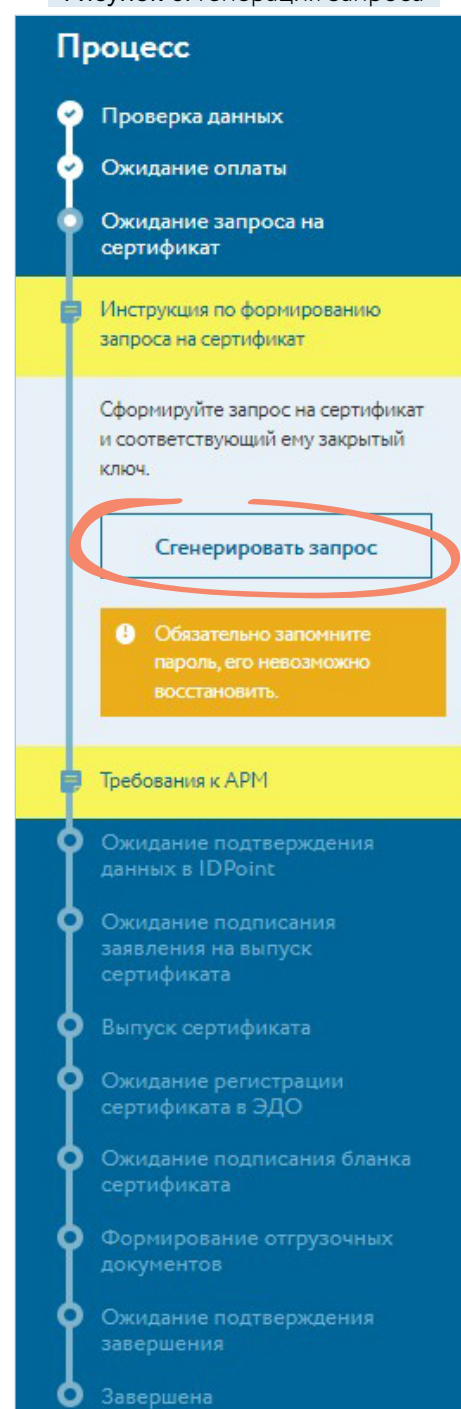 Процесс
Проверка данных
Ожидание оплаты
Ожидание запроса на
сертификат
Инструкция по формированию
запроса на сертификат
Сформируйте запрос на сертификат
и соответствующий ему закрытый
ключ.
Сгенерировать запрос
Обязательно запомните
пароль, его невозможно
восстановить.
Требования к АРМ
Ожидание подтверждения
данных в IDPoint
Ожидание подписания
заявления на выпуск
сертификата
Выпуск сертификата
Ожидание регистрации
сертификата в ЭДО
Ожидание подписания бланка
сертификата
Формирование отгрузочных
документов
Ожидание подтверждения
завершения
Завершена